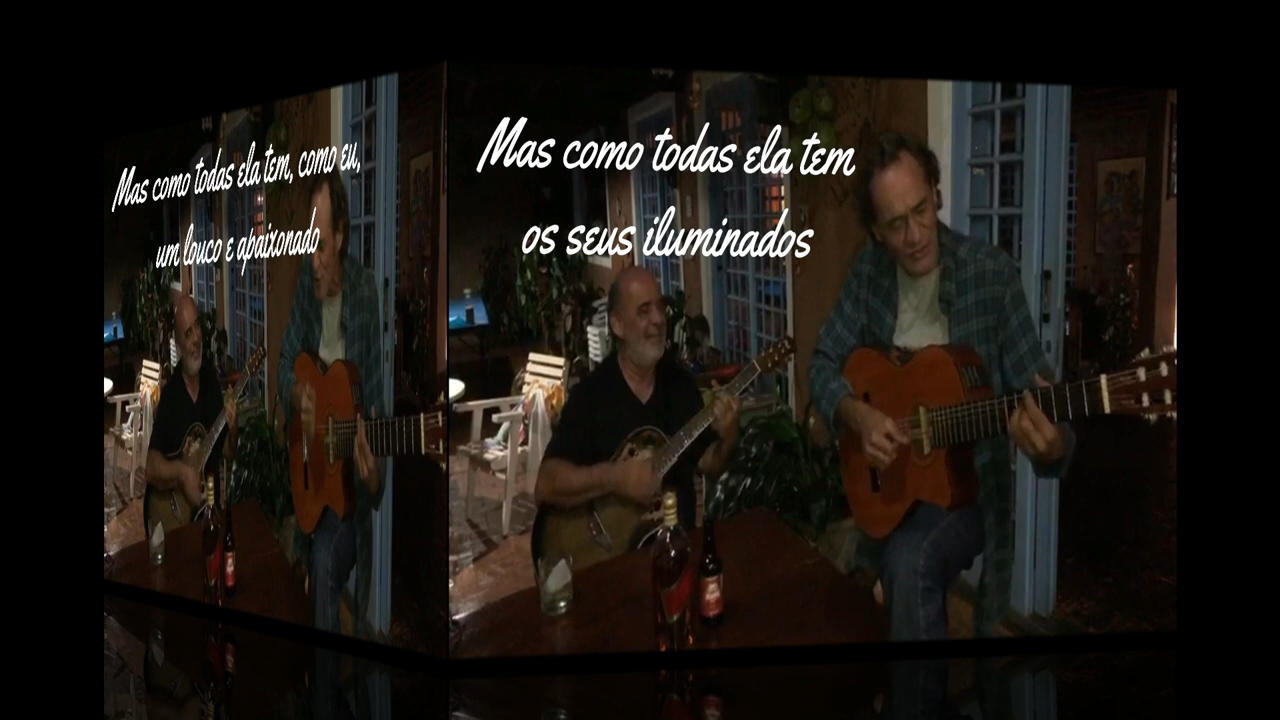 Mas como todas ela tem, como eu,
um louco e apaixonado
Mas como todas ela tem
os seus iluminados